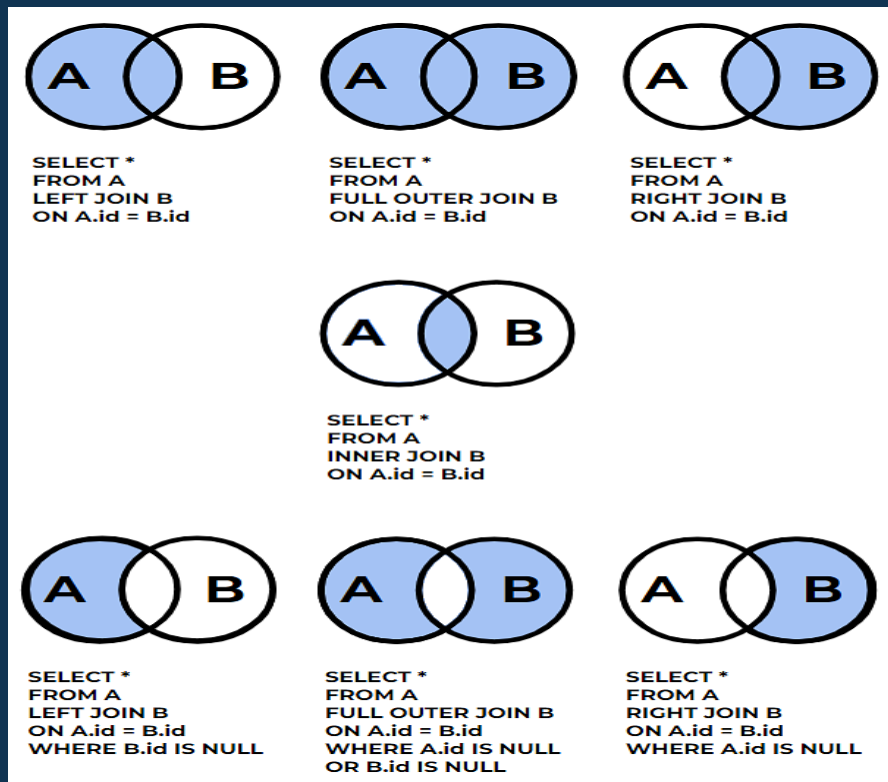 A B
SELECT *
FROM A
LEFT JOIN B
ON A.id = B.id
A B
SELECT *
FROM A
FULL OUTER JOIN B
ON A.id = B.id
A B
SELECT *
FROM A
RIGHT JOIN B
ON A.id = B.id
A B
SELECT *
FROM A
INNER JOIN B
ON A.id = B.id
A B
SELECT *
FROM A
LEFT JOIN B
ON A.id = B.id
WHERE B.id IS NULL
A B
SELECT *
FROM A
FULL OUTER JOIN B
ON A.id = B.id
WHERE A.id IS NULL
OR B.id IS NULL
A B
SELECT *
FROM A
RIGHT JOIN B
ON A.id = B.id
WHERE A.id IS NULL